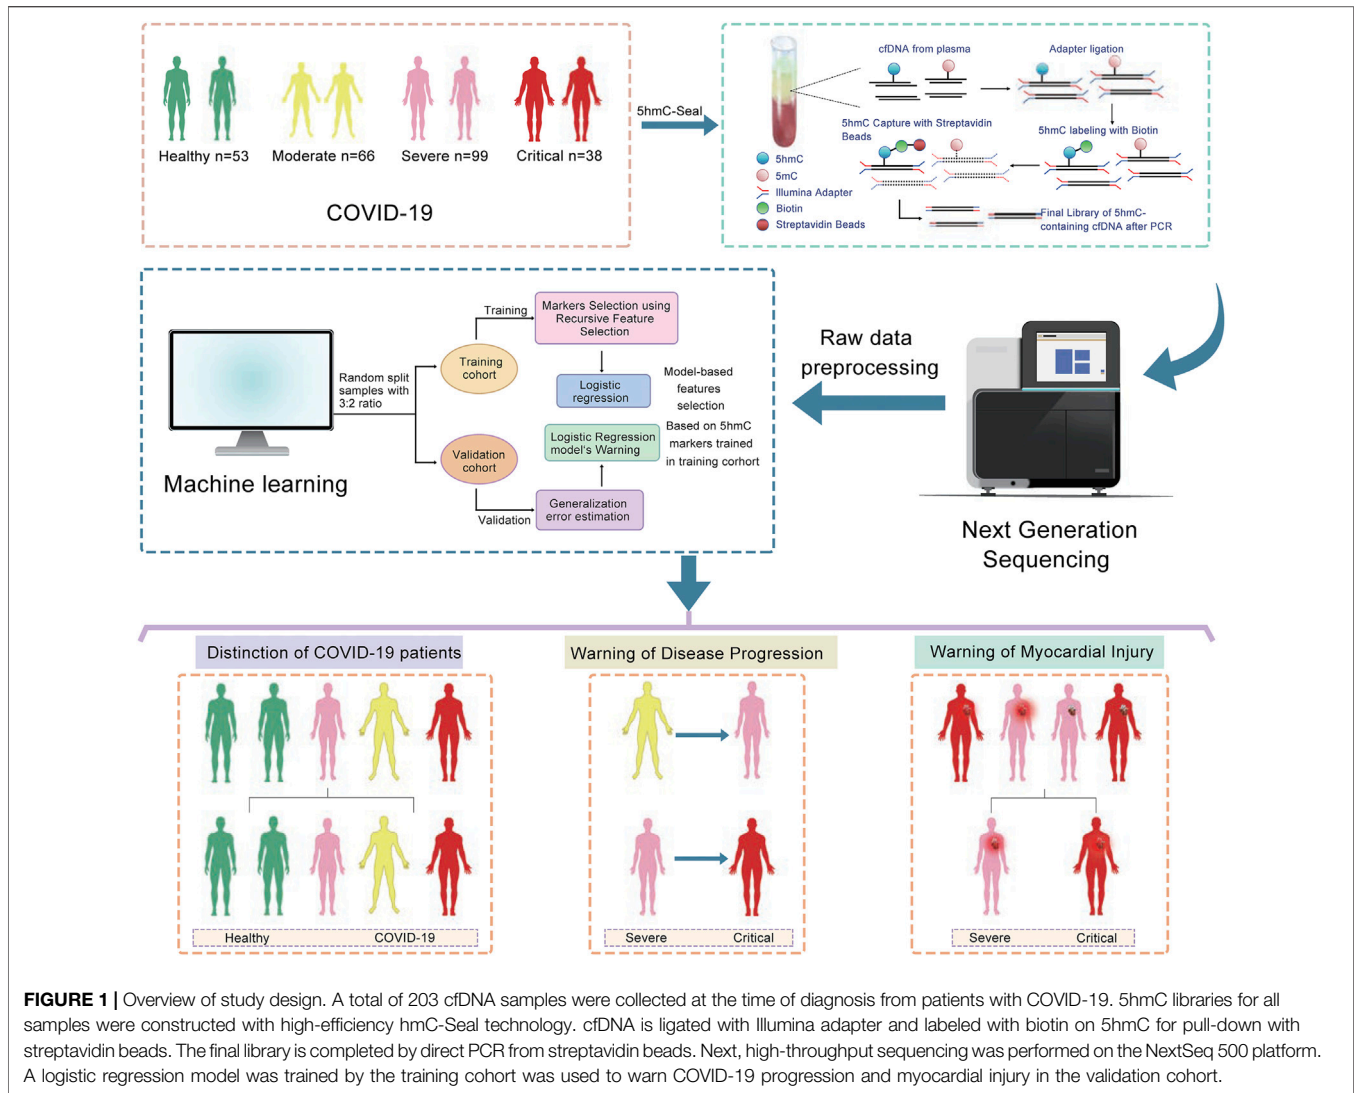 Healthy n=53
Moderate n=66
Severe n=99
Critical n=38
COVID-19
5hmC-Seal
cfDNA from plasma
Adapter ligation
5hmC Capture with Streptavidin
Beads
5hmC labeling with Biotin
5hmC
5mC
Illumina Adapter
Biotin
Streptavidin Beads
Final Library of 5hmC-
containing cfDNA after PCR
Machine learning
Random split
samples with
3:2 ratio
Training
cohort
Training
Markers Selection using
Recursive Feature
Selection
Logistic
regression
Model-based
features
selection
Validation
cohort
Validation
Generalization
error estimation
Logistic Regression
model's Warning
Based on 5hmC
markers trained
in training corhort
Raw data
preprocessing
Next Generation
Sequencing
Distinction of COVID-19 patients
Healthy
COVID-19
Warning of Disease Progression
Severe
Critical
Warning of Myocardial Injury
Severe
Critical
FIGURE 1 | Overview of study design. A total of 203 cfDNA samples were collected at the time of diagnosis from patients with COVID-19. 5hmC libraries for all
samples were constructed with high-efficiency hmC-Seal technology. cfDNA is ligated with Illumina adapter and labeled with biotin on 5hmC for pull-down with
streptavidin beads. The final library is completed by direct PCR from streptavidin beads. Next, high-throughput sequencing was performed on the NextSeq 500 platform.
A logistic regression model was trained by the training cohort was used to warn COVID-19 progression and myocardial injury in the validation cohort.